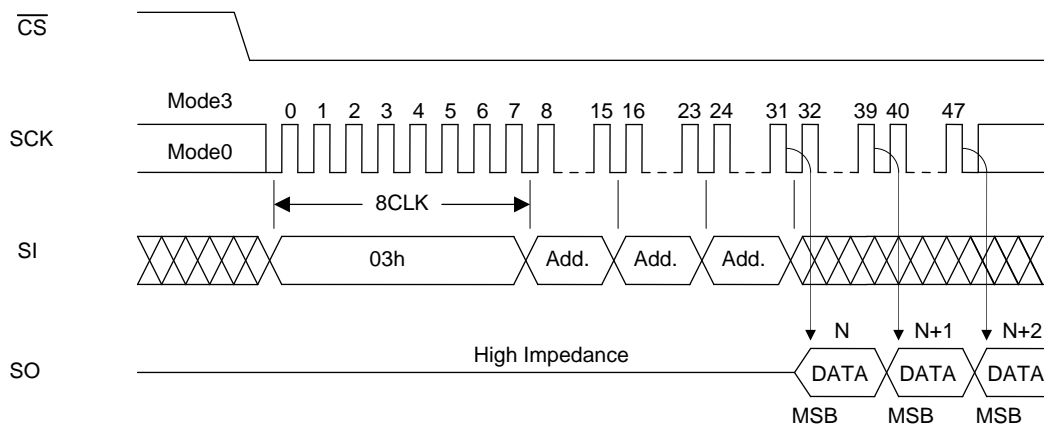 CS
Mode3
0 1 2 3 4 5 6 7 8 15 16 23 24 31 32 39 40 47
SCK
Mode0
8CLK
SI
03h Add. Add. Add.
N N+1 N+2
High Impedance
SO
DATA DATA DATA
MSB MSB MSB